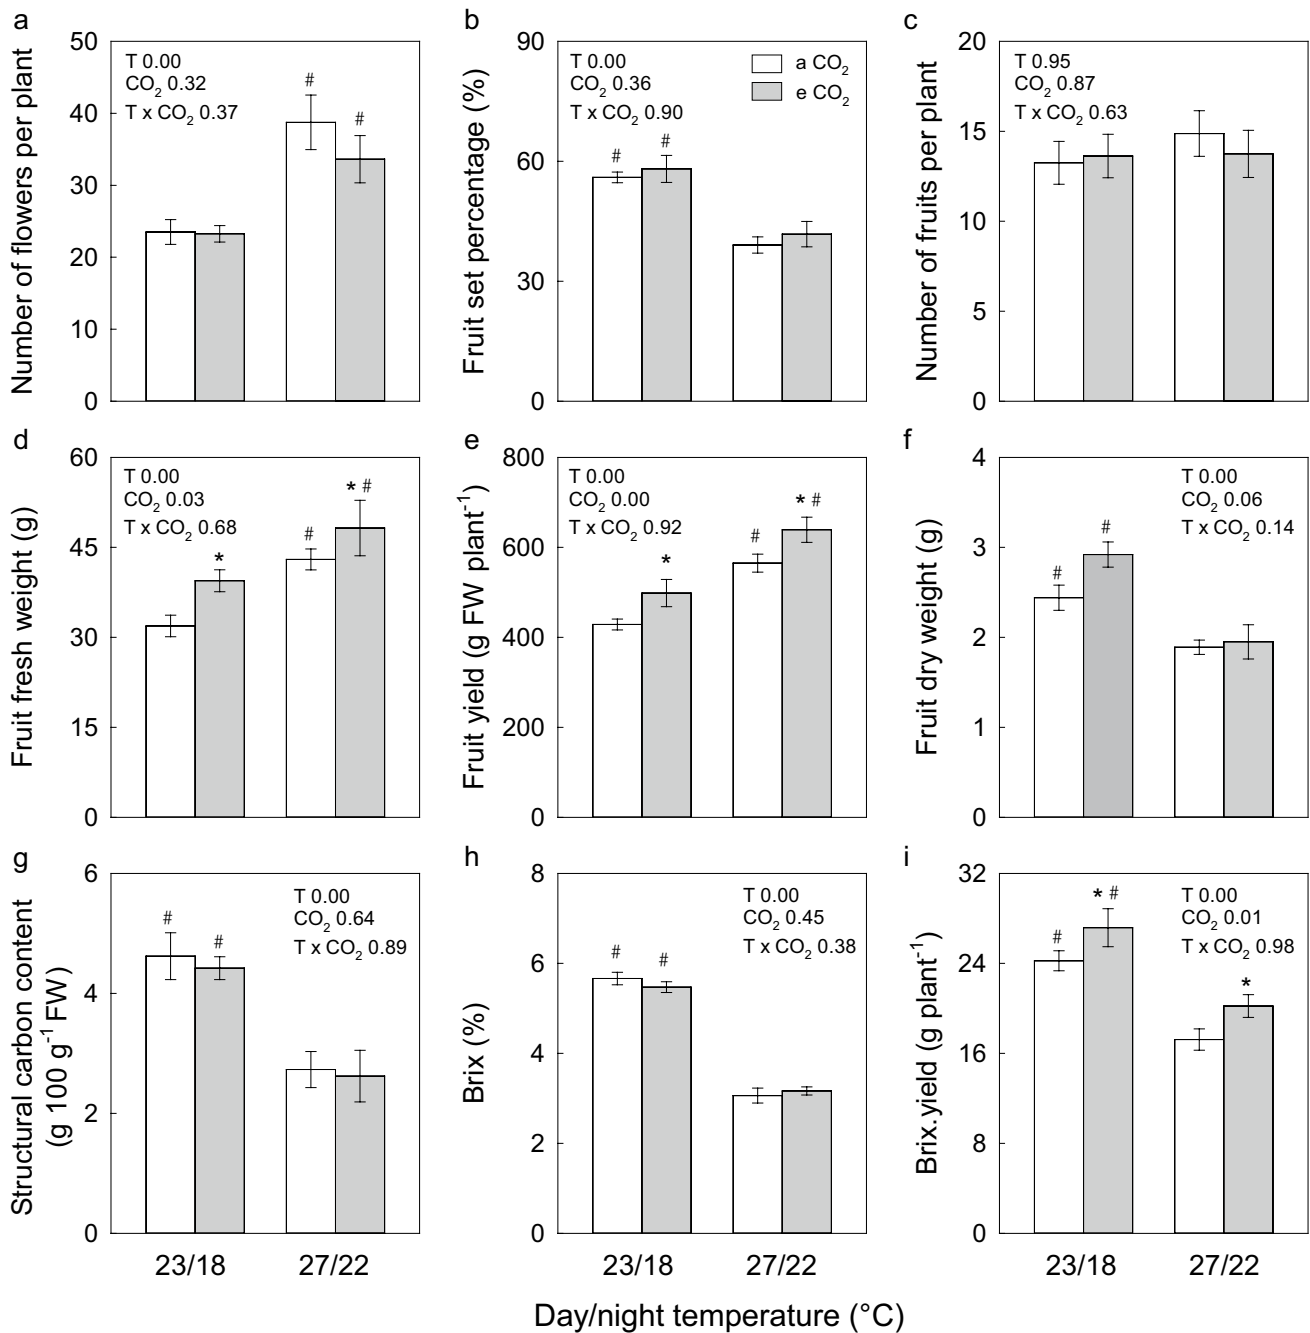 a
Number of flowers per plant
50
40
30
20
10
0
T 0.00
CO₂ 0.32
T x CO₂ 0.37
#
#
b
Fruit set percentage (%)
90
60
30
0
T 0.00
CO₂ 0.36
T x CO₂ 0.90
a CO₂
e CO₂
#
#
c
Number of fruits per plant
20
15
10
5
0
T 0.95
CO₂ 0.87
T x CO₂ 0.63
d
Fruit fresh weight (g)
60
45
30
15
0
T 0.00
CO₂ 0.03
T x CO₂ 0.68
*
#
* #
e
Fruit yield (g FW plant⁻¹)
800
600
400
200
0
T 0.00
CO₂ 0.00
T x CO₂ 0.92
*
#
* #
f
Fruit dry weight (g)
4
3
2
1
0
T 0.00
CO₂ 0.06
T x CO₂ 0.14
#
#
g
Structural carbon content
(g 100 g⁻¹ FW)
6
4
2
0
T 0.00
CO₂ 0.64
T x CO₂ 0.89
#
#
23/18
27/22
h
Brix (%)
8
6
4
2
0
T 0.00
CO₂ 0.45
T x CO₂ 0.38
#
#
23/18
27/22
i
Brix.yield (g plant⁻¹)
32
24
16
8
0
T 0.00
CO₂ 0.01
T x CO₂ 0.98
#
* #
*
23/18
27/22
Day/night temperature (°C)